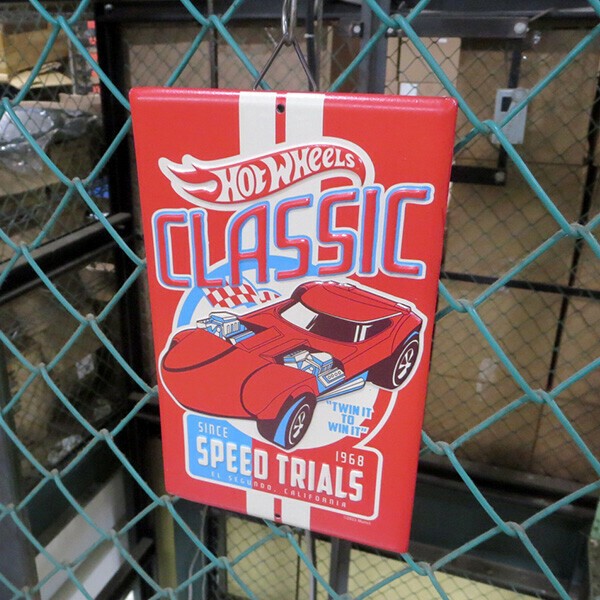 HOT WHEELS
CLASSIC
"TWIN IT
TO
WIN IT"
SINCE
1968
SPEED TRIALS
EL SEGUNDO, CALIFORNIA